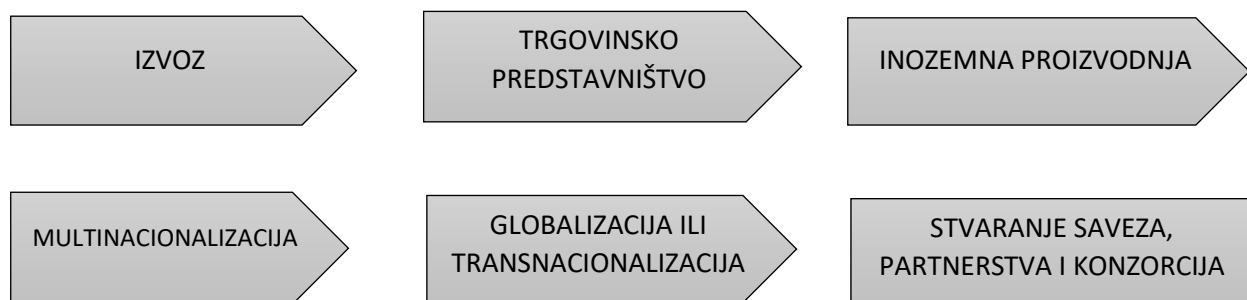 IZVOZ
TRGOVINSKO
PREDSTAVNIŠTVO
INOZEMNA PROIZVODNJA
MULTINACIONALIZACIJA
GLOBALIZACIJA ILI
TRANSNACIONALIZACIJA
STVARANJE SAVEZA,
PARTNERSTVA I KONZORCIJA